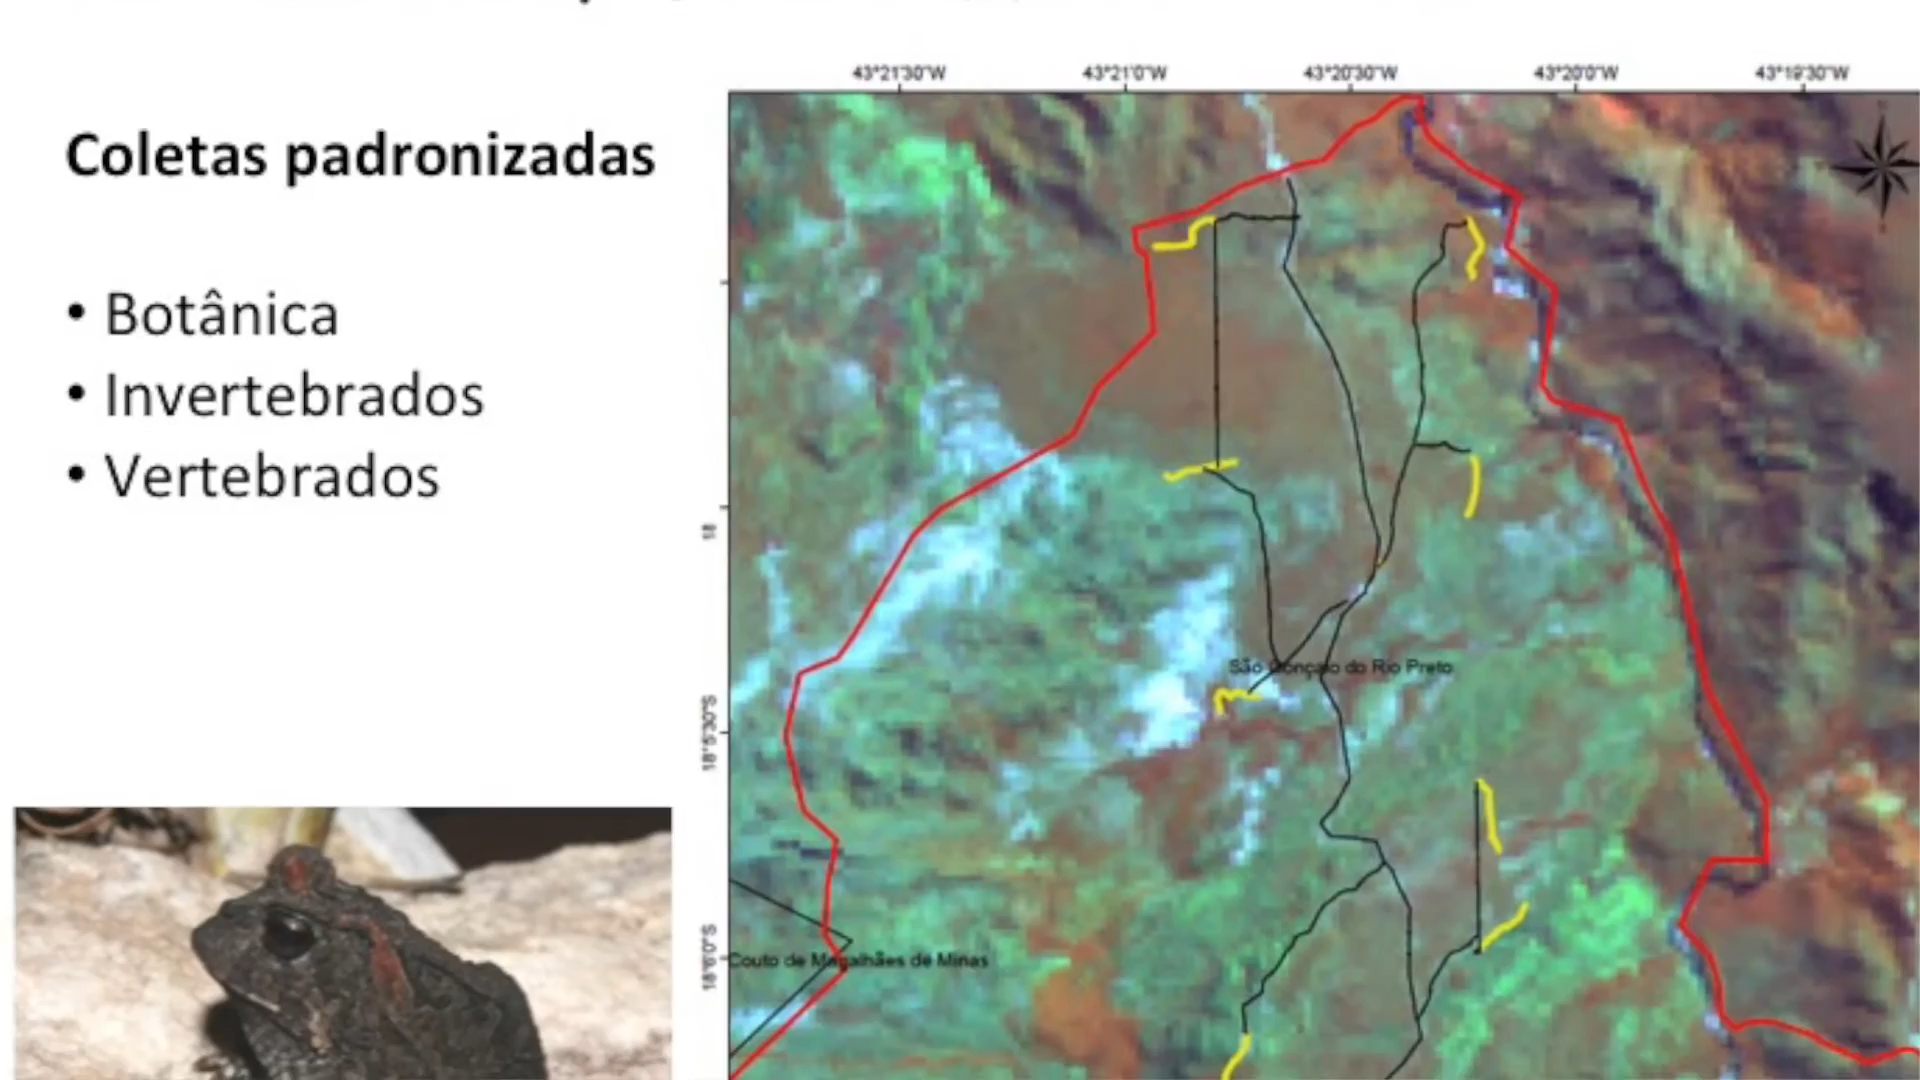 43°21'30"W 43°21'0"W 43°20'30"W 43°20'0"W 43°19'30"W
Coletas padronizadas
• Botânica
• Invertebrados
• Vertebrados
18
São Gonçalo do Rio Preto
18°5'30"S
Couto de Magalhães de Minas
18°6'0"S